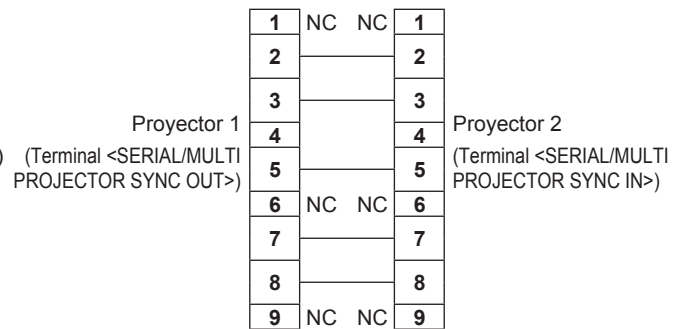 1 NC NC 1
2 2
3 3
Proyector 1 4 4 Proyector 2
) (Terminal <SERIAL/MULTI 5 5 (Terminal <SERIAL/MULTI
PROJECTOR SYNC OUT>) PROJECTOR SYNC IN>)
6 NC NC 6
7 7
8 8
9 NC NC 9